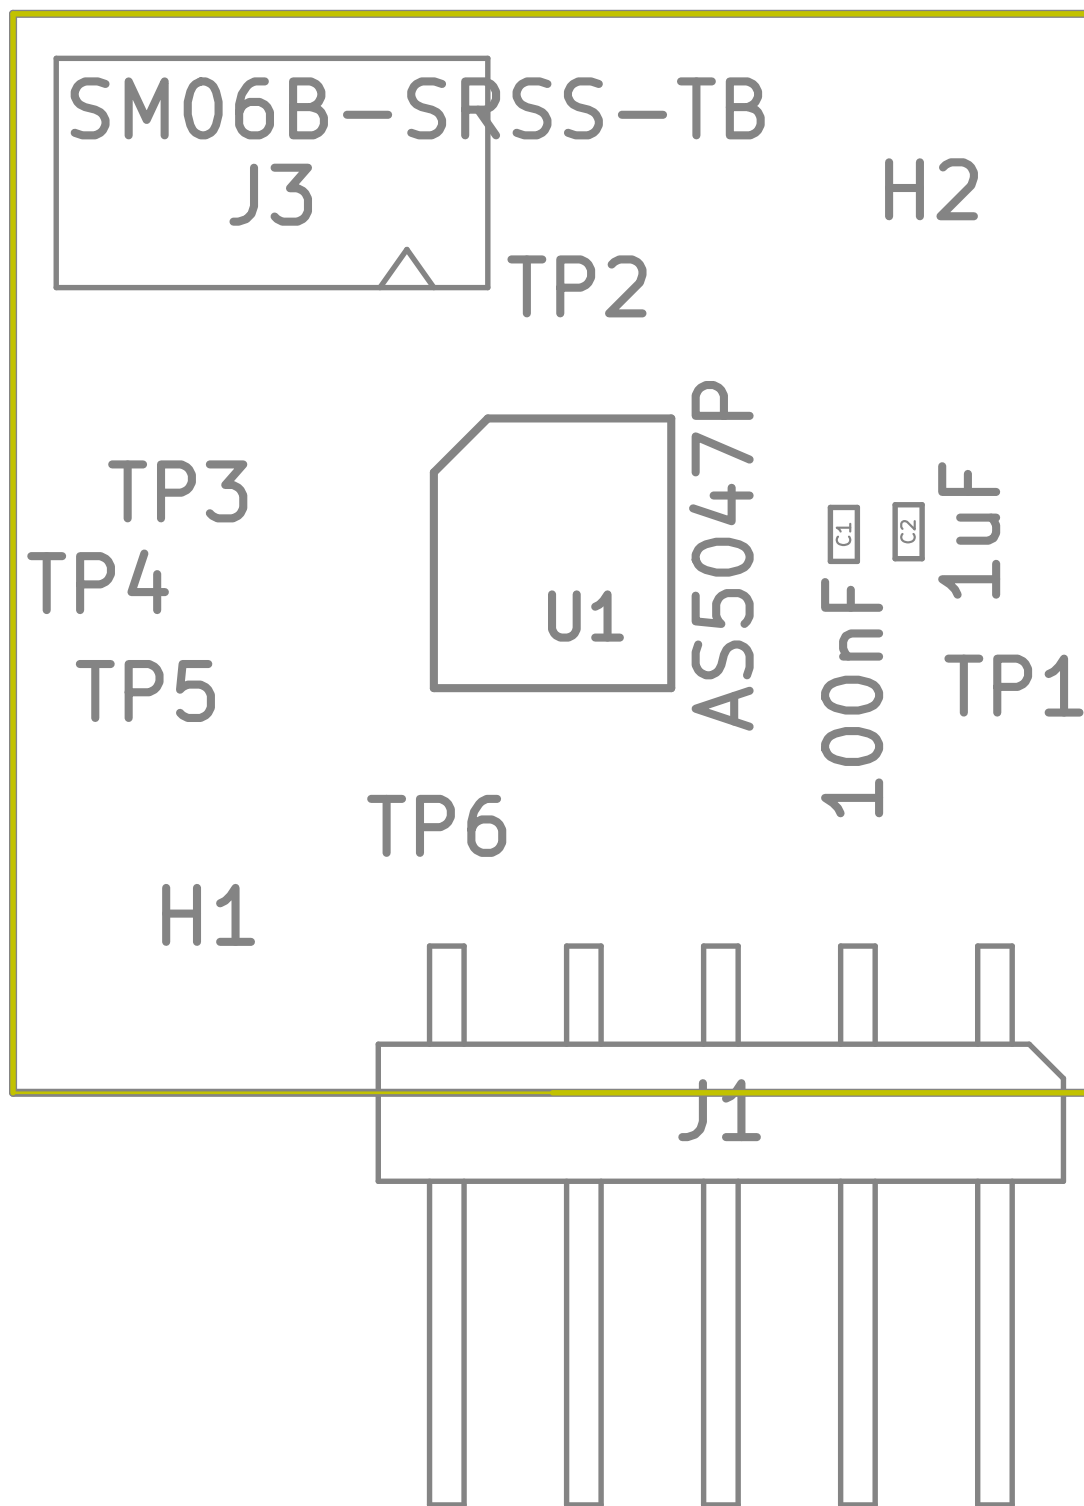 SM06B-SRSS-TB
J3
H2
TP2
AS5047P
TP3
1uF
C1
C2
TP4
100nF
U1
TP5
TP1
TP6
H1
J1